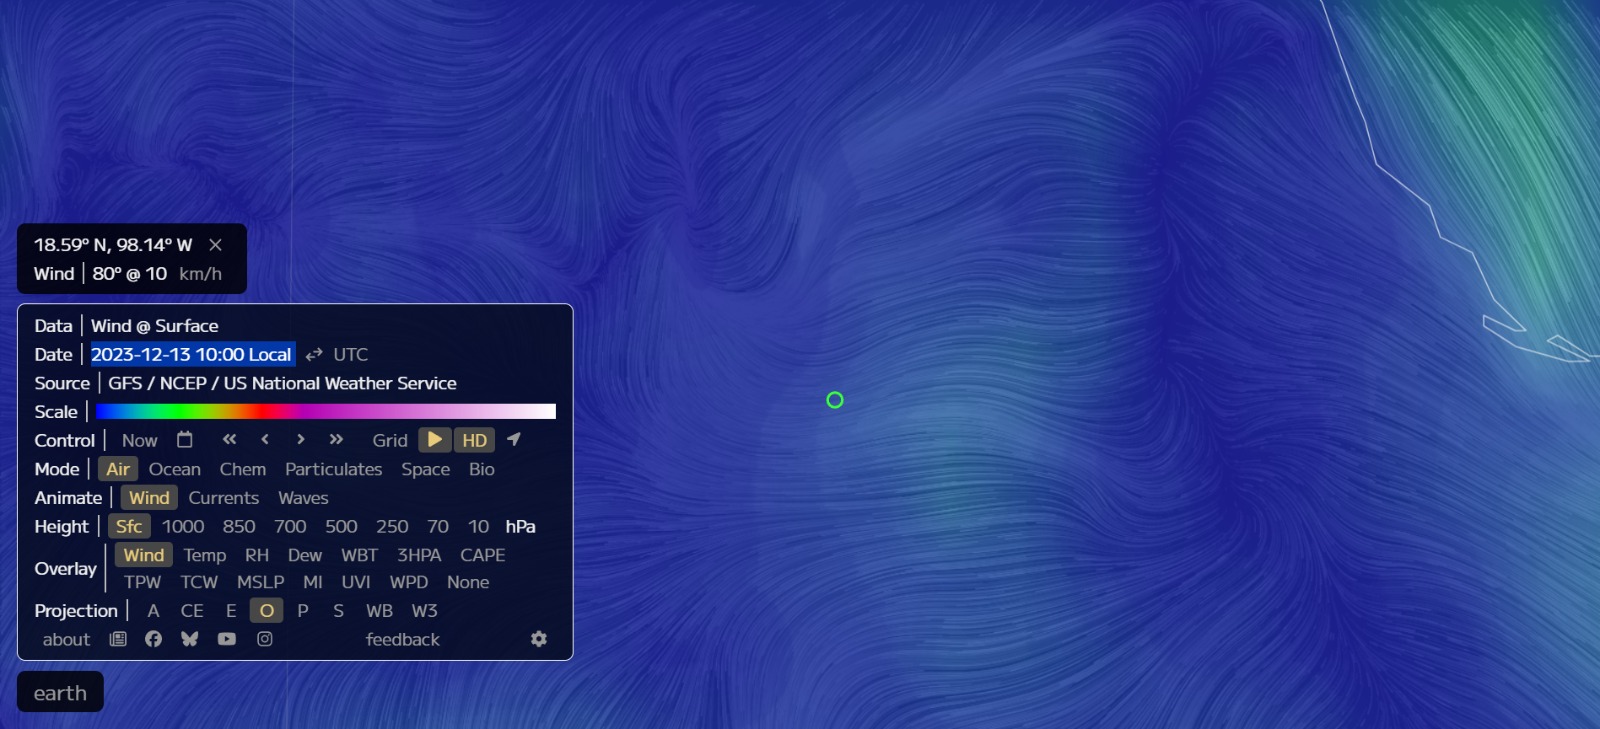 18.59° N, 98.14° W ×
Wind | 80° @ 10 km/h
Data | Wind @ Surface
Date | 2023-12-13 10:00 Local ⇄ UTC
Source | GFS / NCEP / US National Weather Service
Scale |
Control | Now « ‹ › » Grid HD
Mode | Air Ocean Chem Particulates Space Bio
Animate | Wind Currents Waves
Height | Sfc 1000 850 700 500 250 70 10 hPa
Overlay | Wind Temp RH Dew WBT 3HPA CAPE
TPW TCW MSLP MI UVI WPD None
Projection | A CE E O P S WB W3
about feedback
earth